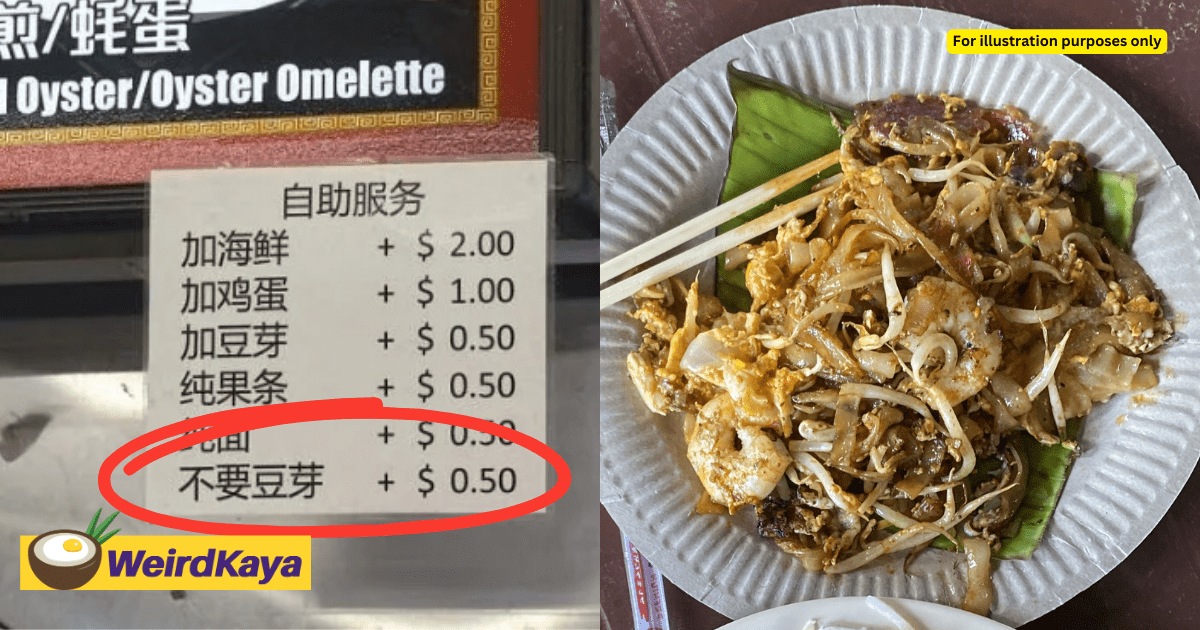 煎/蚝蛋
Oyster/Oyster Omelette
自助服务
加海鲜 + $ 2.00
加鸡蛋 + $ 1.00
加豆芽 + $ 0.50
纯果条 + $ 0.50
纯面 + $ 0.50
不要豆芽 + $ 0.50
WeirdKaya
For illustration purposes only